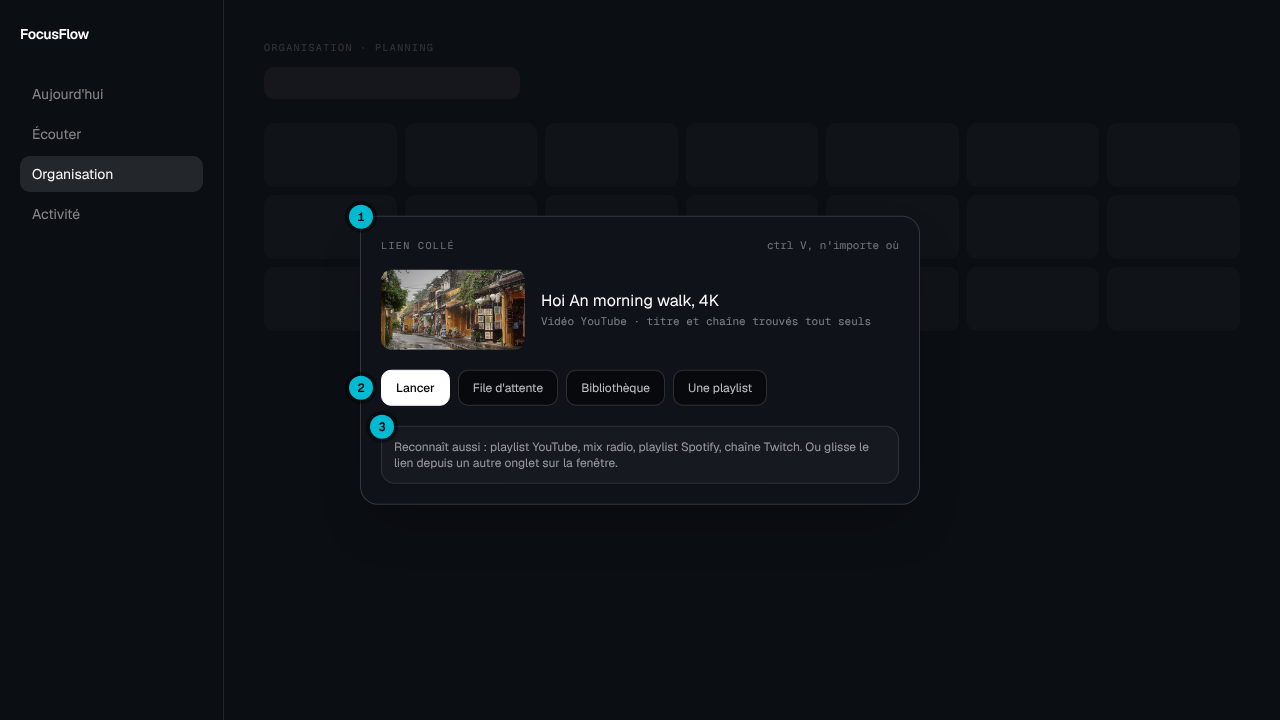 FocusFlow
Aujourd'hui
Écouter
Organisation
Activité
ORGANISATION · PLANNING
1
LIEN COLLÉ
ctrl V, n'importe où
Hoi An morning walk, 4K
Vidéo YouTube · titre et chaîne trouvés tout seuls
2
Lancer
File d'attente
Bibliothèque
Une playlist
3
Reconnaît aussi : playlist YouTube, mix radio, playlist Spotify, chaîne Twitch. Ou glisse le
lien depuis un autre onglet sur la fenêtre.